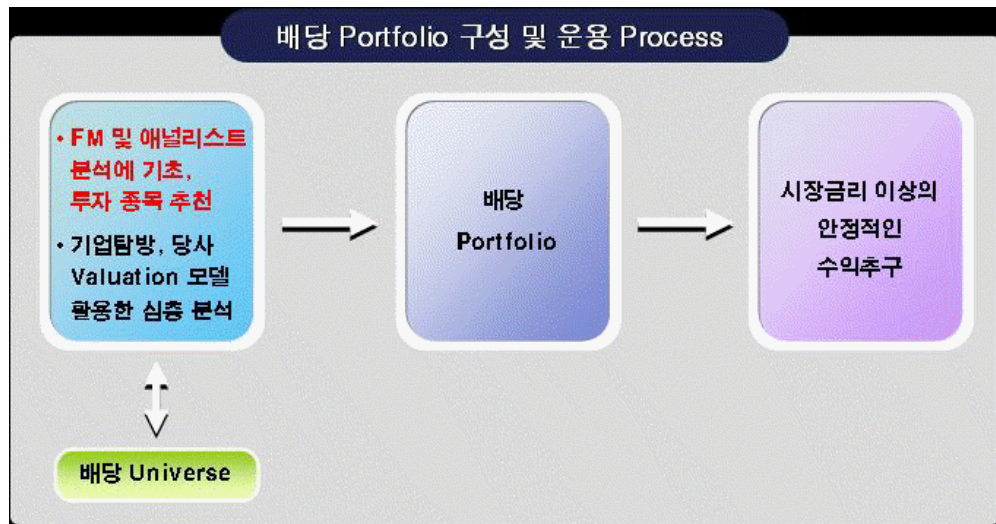 배당 Portfolio 구성 및 운용 Process
• FM 및 애널리스트
분석에 기초,
투자 종목 추천
• 기업탐방, 당사
Valuation 모델
활용한 심층 분석
배당
Portfolio
시장금리 이상의
안정적인
수익추구
배당 Universe